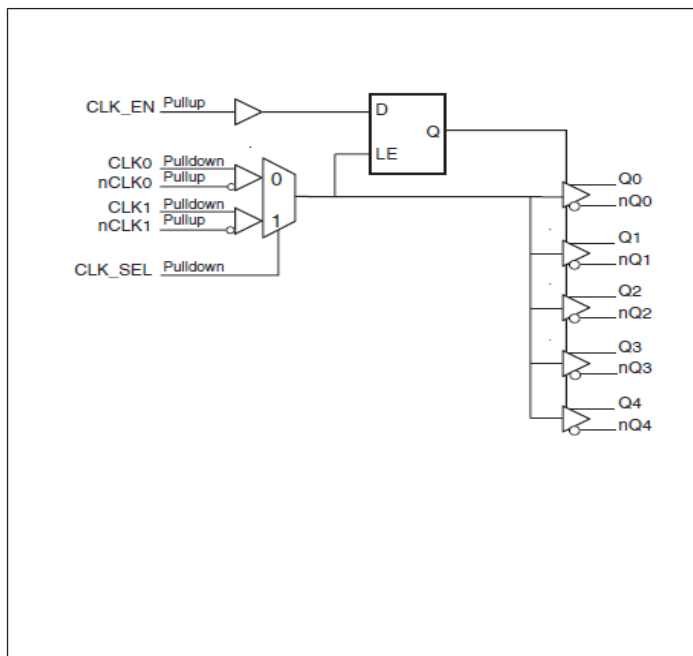 CLK_EN Pullup
D
Q
LE
CLK0 Pulldown
nCLK0 Pullup
0
CLK1 Pulldown
nCLK1 Pullup
1
CLK_SEL Pulldown
Q0
nQ0
Q1
nQ1
Q2
nQ2
Q3
nQ3
Q4
nQ4